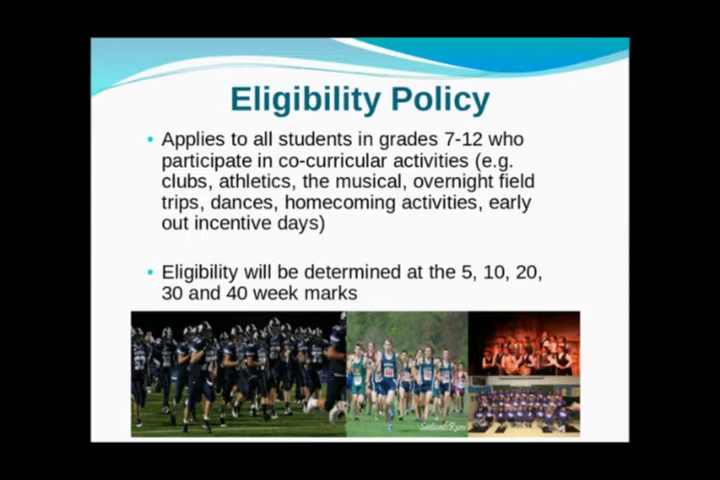 Eligibility Policy
• Applies to all students in grades 7-12 who
participate in co-curricular activities (e.g.
clubs, athletics, the musical, overnight field
trips, dances, homecoming activities, early
out incentive days)
• Eligibility will be determined at the 5, 10, 20,
30 and 40 week marks